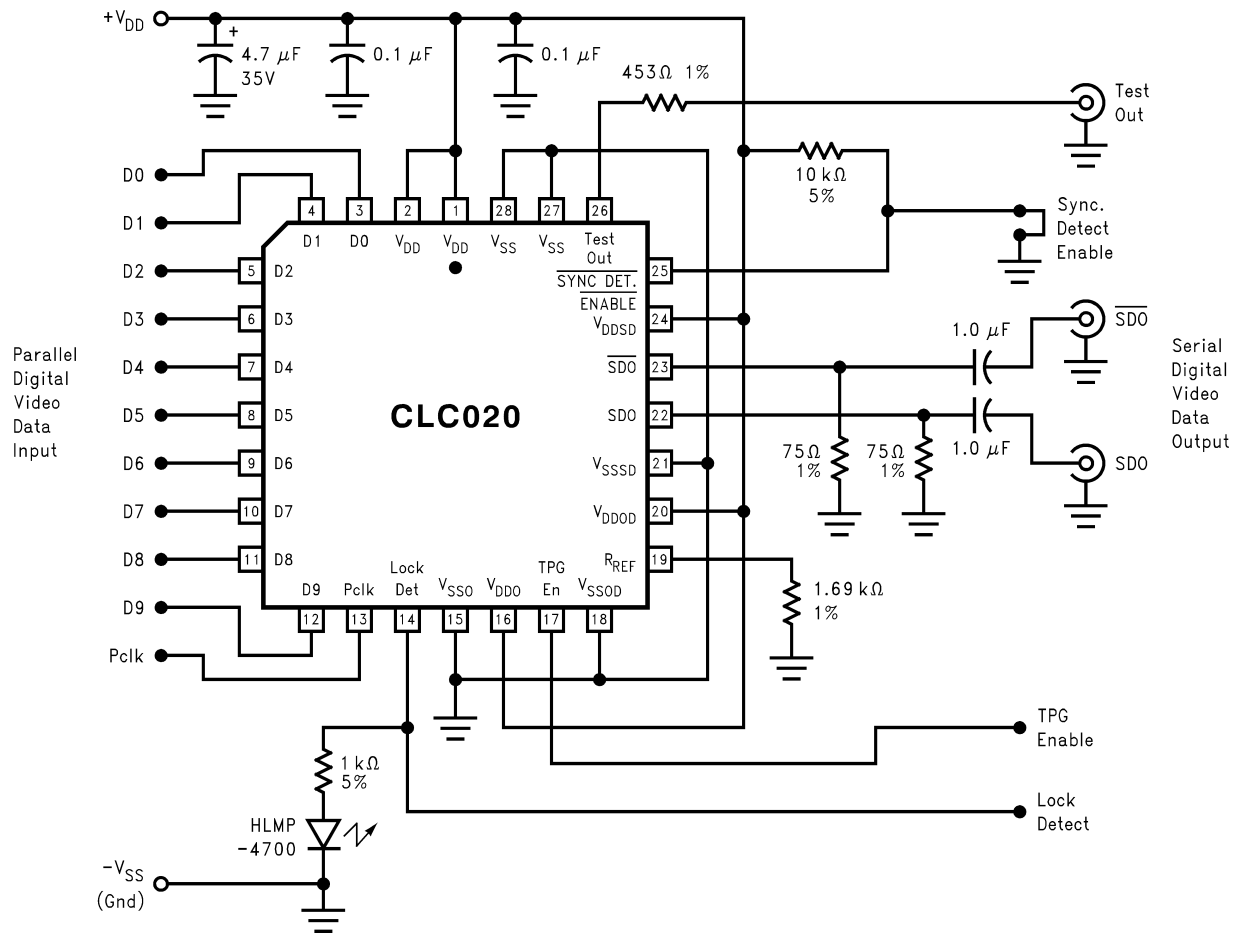 +VDD
+
4.7 μF
35V
0.1 μF
0.1 μF
453Ω 1%
Test
Out
10 kΩ
5%
Sync.
Detect
Enable
D0
D1
D2
D3
D4
D5
D6
D7
D8
D9
Pclk
Parallel
Digital
Video
Data
Input
4
3
2
1
28
27
26
D1
D0
VDD
VDD
VSS
VSS
Test
Out
5
D2
6
D3
7
D4
8
D5
9
D6
10
D7
11
D8
CLC020
SYNC DET.
ENABLE
25
VDDSD
24
SDO
23
SDO
22
VSSSD
21
VDDOD
20
RREF
19
D9
Pclk
Lock
Det
VSSO
VDDO
TPG
En
VSSOD
12
13
14
15
16
17
18
1.0 μF
SDO
1.0 μF
SDO
Serial
Digital
Video
Data
Output
75Ω
1%
75Ω
1%
1.69 kΩ
1%
TPG
Enable
Lock
Detect
1 kΩ
5%
HLMP
-4700
-VSS
(Gnd)